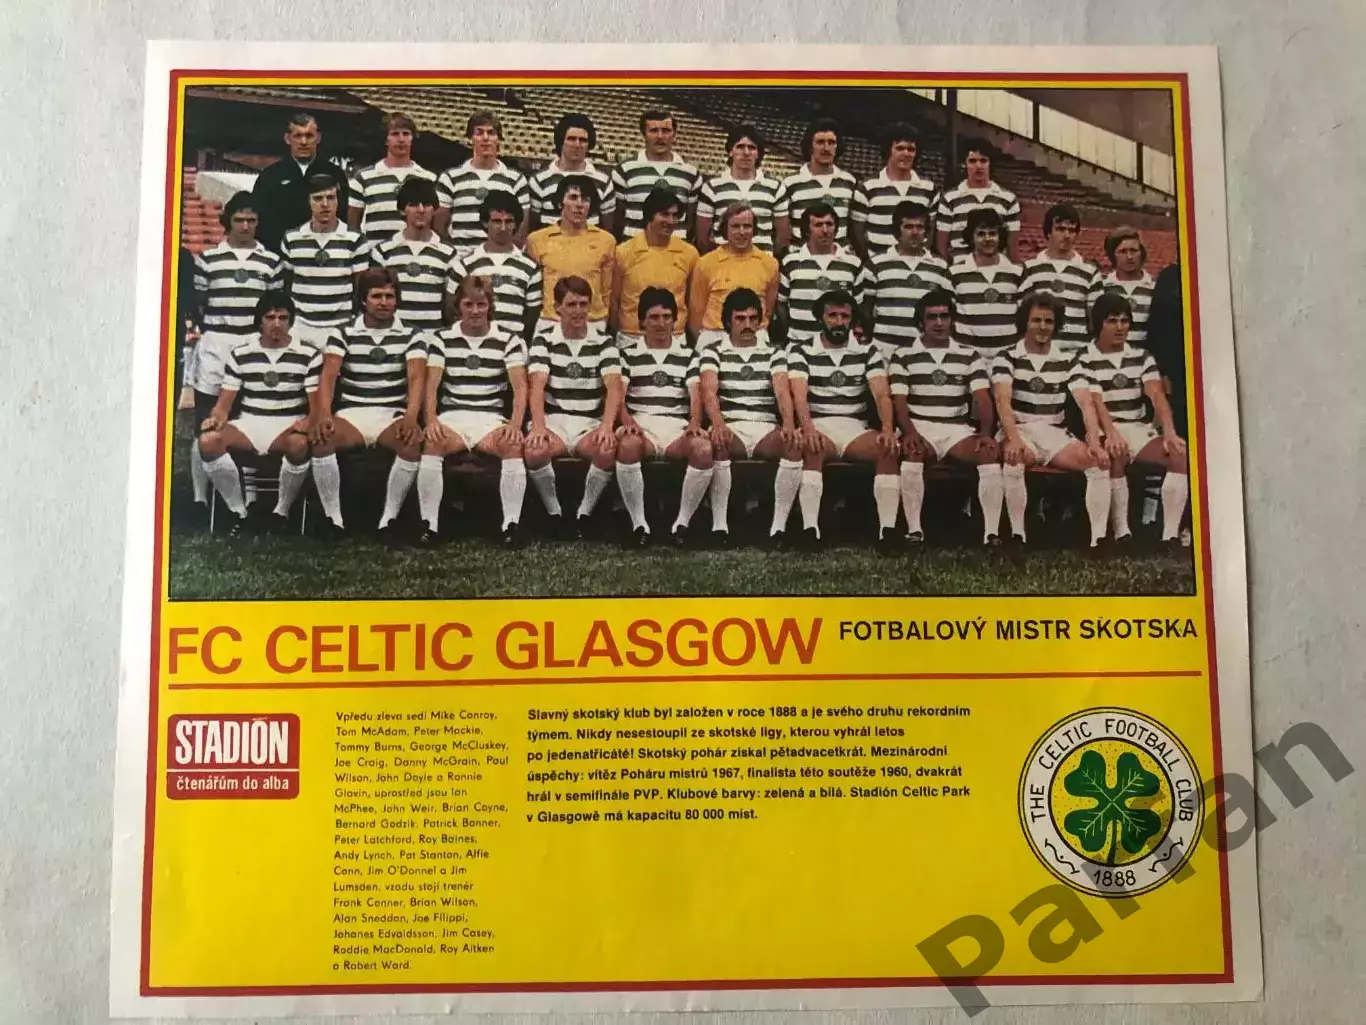 FC CELTIC GLASGOW FOTBALOVÝ MISTR SKOTSKA
STADIÓN
čtenářům do alba
Vpředu zleva sedí Mike Conroy,
Tom McAdam, Peter Mackie,
Tommy Burns, George McCluskey,
Joe Craig, Danny McGrain, Paul
Wilson, John Doyle a Ronnie
Glavin, uprostřed jsou Ian
McPhee, John Weir, Brian Coyne,
Bernard Godzik, Patrick Bonner,
Peter Latchford, Roy Baines,
Andy Lynch, Pat Stanton, Alfie
Conn, Jim O'Donnel a Jim
Lumsden, vzadu stojí trenér
Frank Conner, Brian Wilson,
Alan Sneddon, Joe Filippi,
Johanes Edvaldsson, Jim Casey,
Roddie MacDonald, Roy Aitken
a Robert Ward.
Slavný skotský klub byl založen v roce 1888 a je svého druhu rekordním
týmem. Nikdy nesestoupil ze skotské ligy, kterou vyhrál letos
po jedenatřicáté! Skotský pohár získal pětadvacetkrát. Mezinárodní
úspěchy: vítěz Poháru mistrů 1967, finalista této soutěže 1960, dvakrát
hrál v semifinále PVP. Klubové barvy: zelená a bílá. Stadión Celtic Park
v Glasgowě má kapacitu 80 000 míst.
THE CELTIC FOOTBALL CLUB
1888